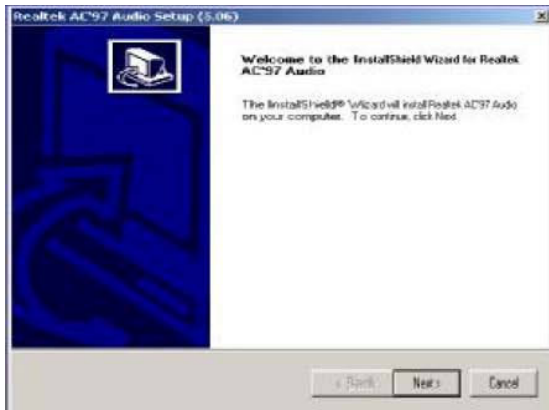 Realtek AC'97 Audio Setup (5.06)
Welcome to the InstallShield Wizard for Realtek
AC'97 Audio
The InstallShield® Wizard will install Realtek AC'97 Audio
on your computer. To continue, click Next.
< Back
Next >
Cancel